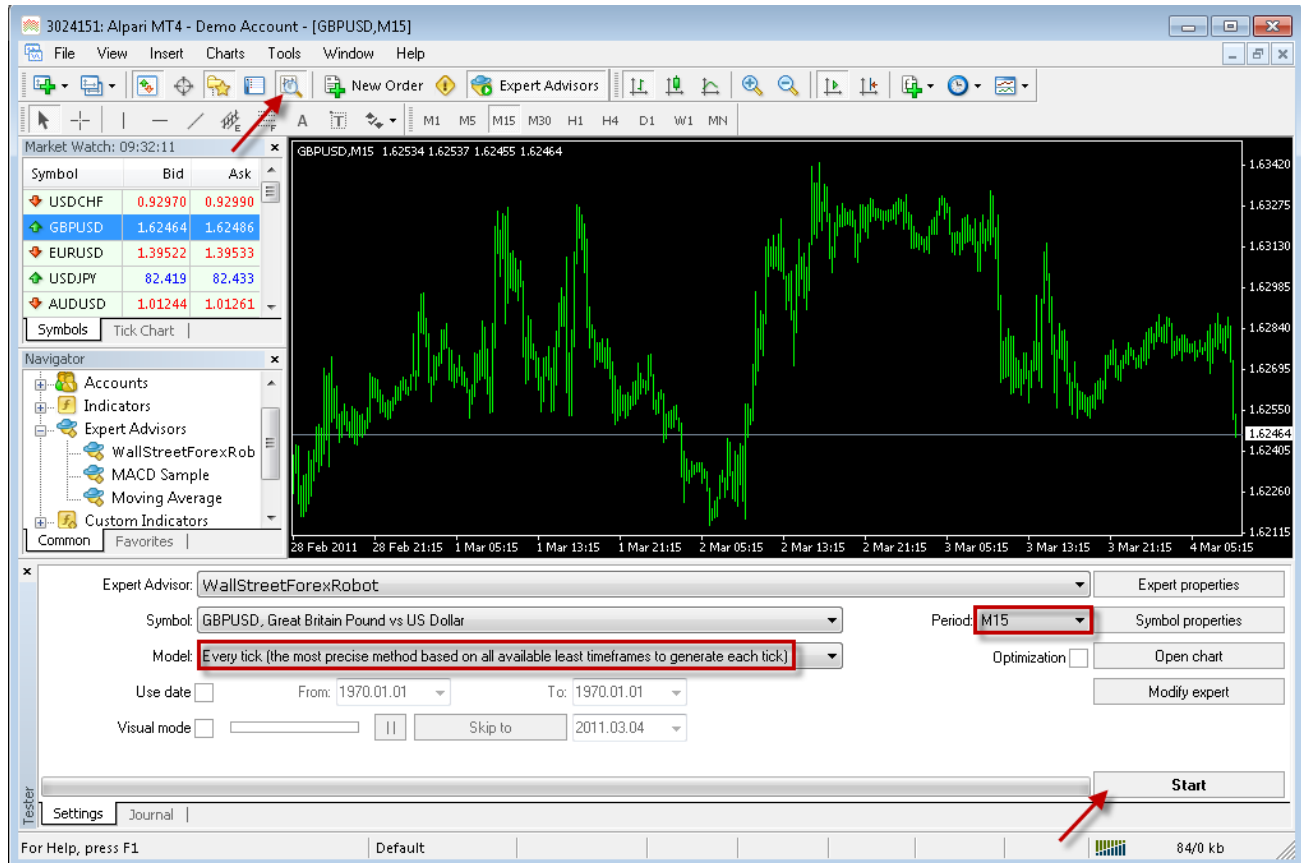 3024151: Alpari MT4 - Demo Account - [GBPUSD,M15]
File View Insert Charts Tools Window Help
New Order Expert Advisors
A T M1 M5 M15 M30 H1 H4 D1 W1 MN
Market Watch: 09:32:11
Symbol Bid Ask
USDCHF 0.92970 0.92990
GBPUSD 1.62464 1.62486
EURUSD 1.39522 1.39533
USDJPY 82.419 82.433
AUDUSD 1.01244 1.01261
Symbols Tick Chart
Navigator
Accounts
Indicators
Expert Advisors
WallStreetForexRob
MACD Sample
Moving Average
Custom Indicators
Common Favorites
GBPUSD,M15 1.62534 1.62537 1.62455 1.62464
1.63420
1.63275
1.63130
1.62985
1.62840
1.62695
1.62550
1.62464
1.62405
1.62260
1.62115
28 Feb 2011 28 Feb 21:15 1 Mar 05:15 1 Mar 13:15 1 Mar 21:15 2 Mar 05:15 2 Mar 13:15 2 Mar 21:15 3 Mar 05:15 3 Mar 13:15 3 Mar 21:15 4 Mar 05:15
Expert Advisor: WallStreetForexRobot Expert properties
Symbol: GBPUSD, Great Britain Pound vs US Dollar Period: M15 Symbol properties
Model: Every tick (the most precise method based on all available least timeframes to generate each tick) Optimization Open chart
Use date From: 1970.01.01 To: 1970.01.01 Modify expert
Visual mode Skip to 2011.03.04
Start
Tester
Settings Journal
For Help, press F1 Default 84/0 kb